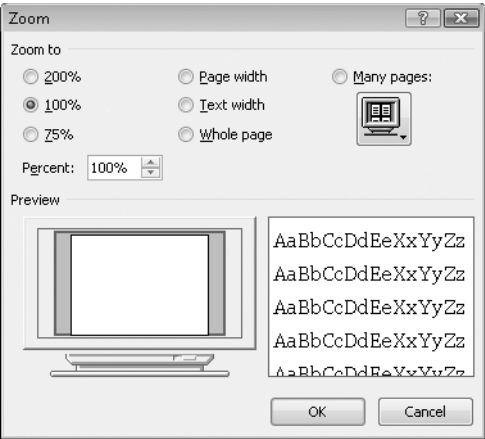 Zoom
Zoom to
200% Page width Many pages:
100% Text width
75% Whole page
Percent: 100%
Preview
AaBbCcDdEeXxYyZz
AaBbCcDdEeXxYyZz
AaBbCcDdEeXxYyZz
AaBbCcDdEeXxYyZz
AaBbCcDdEeXxYyZz
OK Cancel